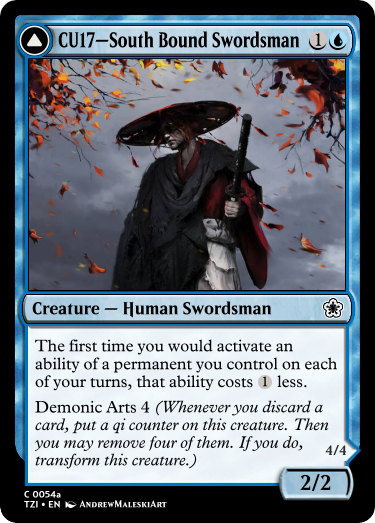 CU17—South Bound Swordsman 1
Creature — Human Swordsman
The first time you would activate an
ability of a permanent you control on each
of your turns, that ability costs 1 less.
Demonic Arts 4 (Whenever you discard a
card, put a qi counter on this creature. Then
you may remove four of them. If you do,
transform this creature.)
4/4
2/2
C 0054a
TZI • EN AndrewMaleskiArt